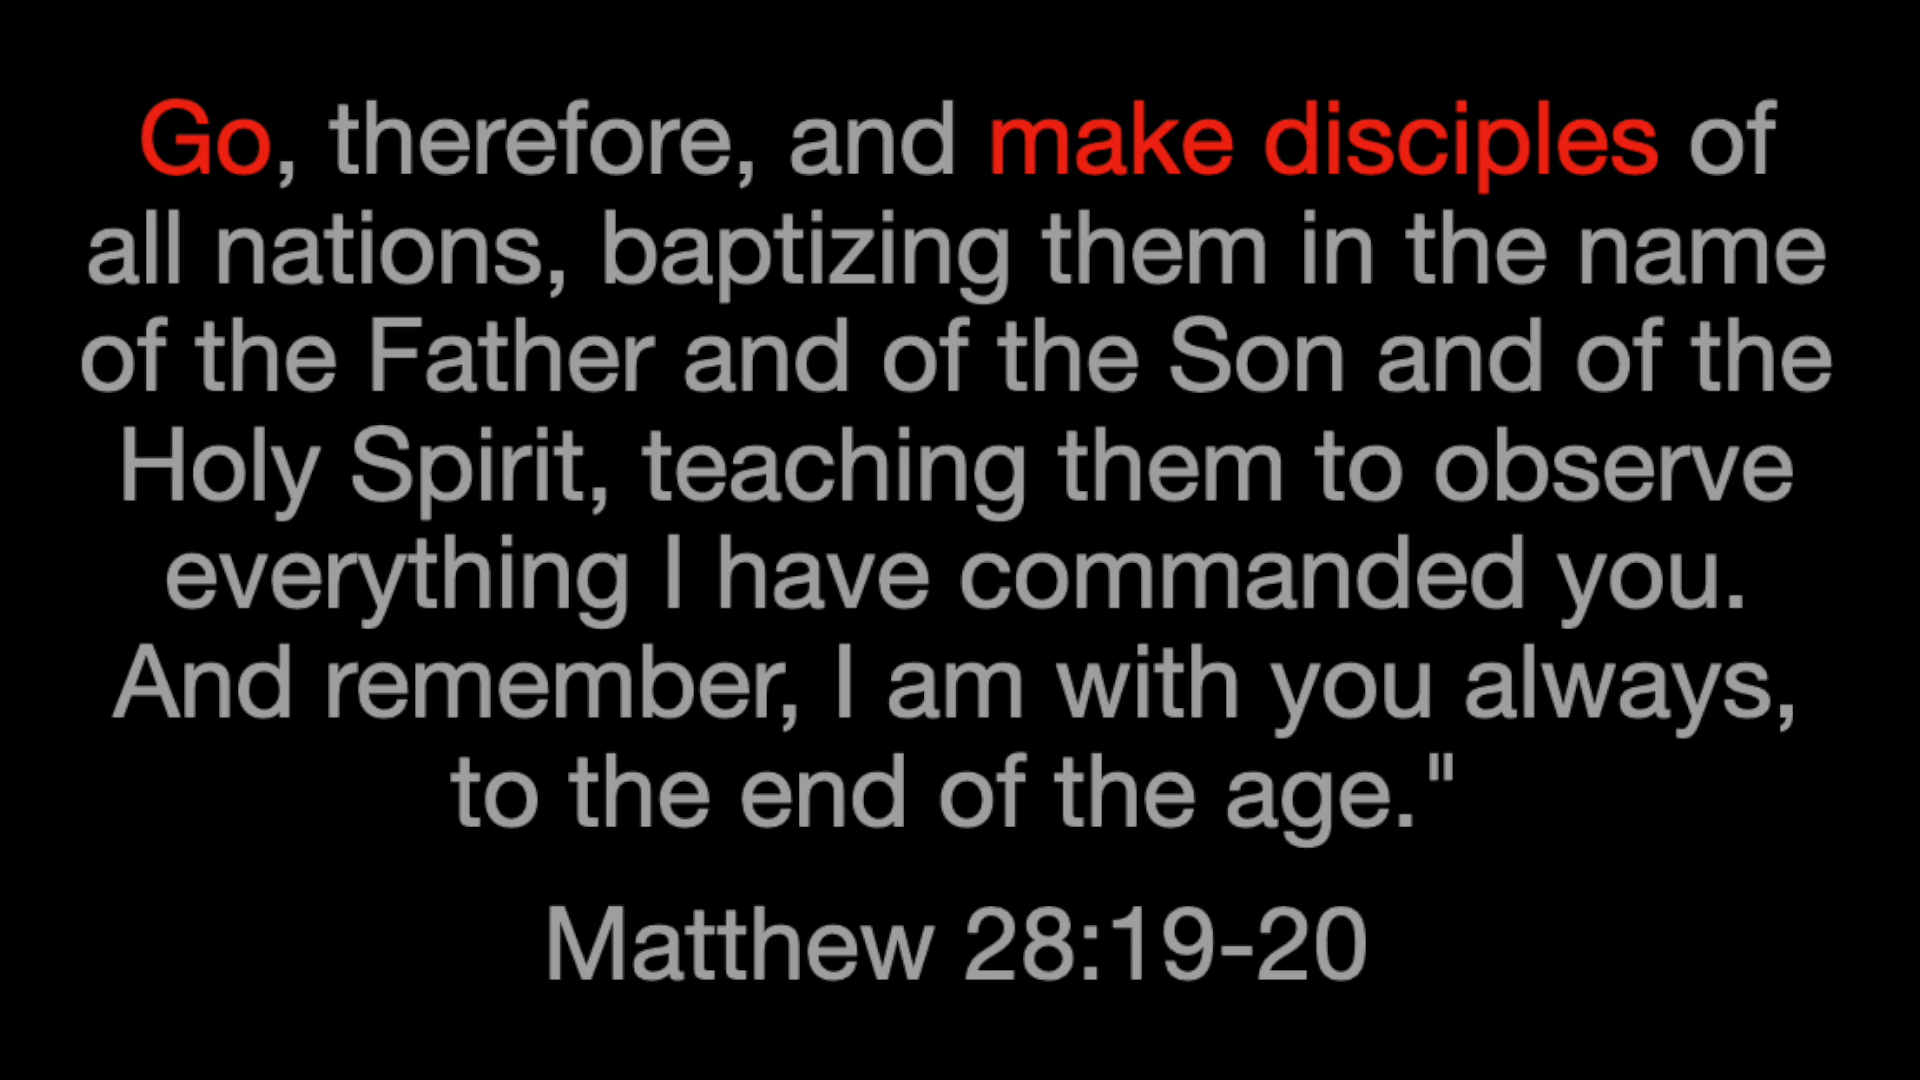 Go, therefore, and make disciples of
all nations, baptizing them in the name
of the Father and of the Son and of the
Holy Spirit, teaching them to observe
everything I have commanded you.
And remember, I am with you always,
to the end of the age."
Matthew 28:19-20